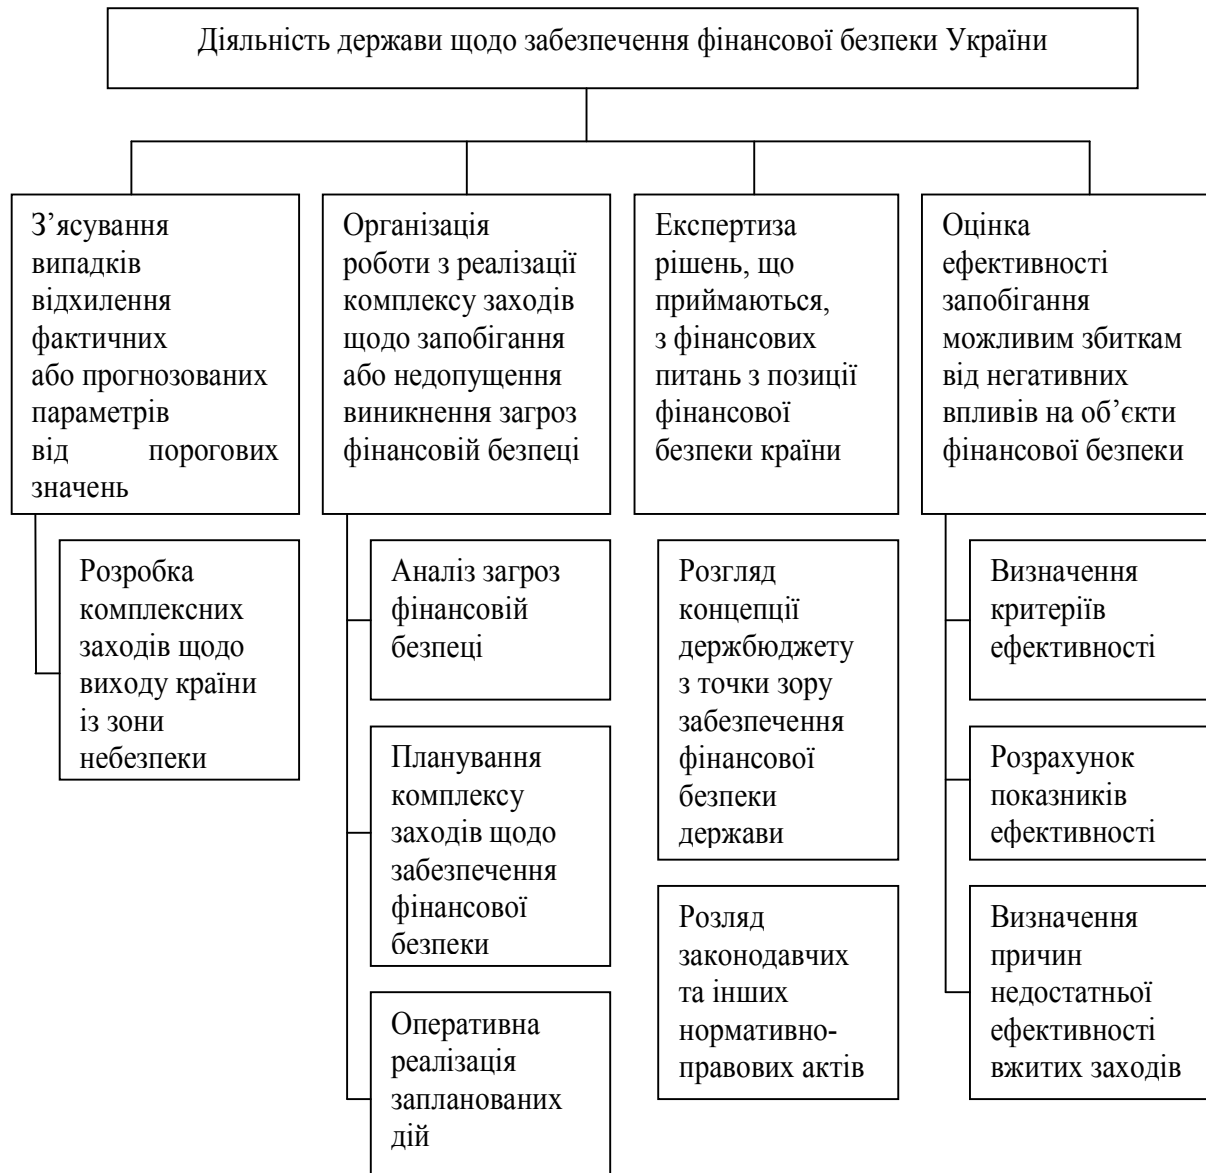 Діяльність держави щодо забезпечення фінансової безпеки України
З’ясування
випадків
відхилення
фактичних
або прогнозованих
параметрів
від порогових
значень
Розробка
комплексних
заходів щодо
виходу країни
із зони
небезпеки
Організація
роботи з реалізації
комплексу заходів
щодо запобігання
або недопущення
виникнення загроз
фінансовій безпеці
Аналіз загроз
фінансовій
безпеці
Планування
комплексу
заходів щодо
забезпечення
фінансової
безпеки
Оперативна
реалізація
запланованих
дій
Експертиза
рішень, що
приймаються,
з фінансових
питань з позиції
фінансової
безпеки країни
Розгляд
концепції
держбюджету
з точки зору
забезпечення
фінансової
безпеки
держави
Розляд
законодавчих
та інших
нормативно-
правових актів
Оцінка
ефективності
запобігання
можливим збиткам
від негативних
впливів на об’єкти
фінансової безпеки
Визначення
критеріїв
ефективності
Розрахунок
показників
ефективності
Визначення
причин
недостатньої
ефективності
вжитих заходів